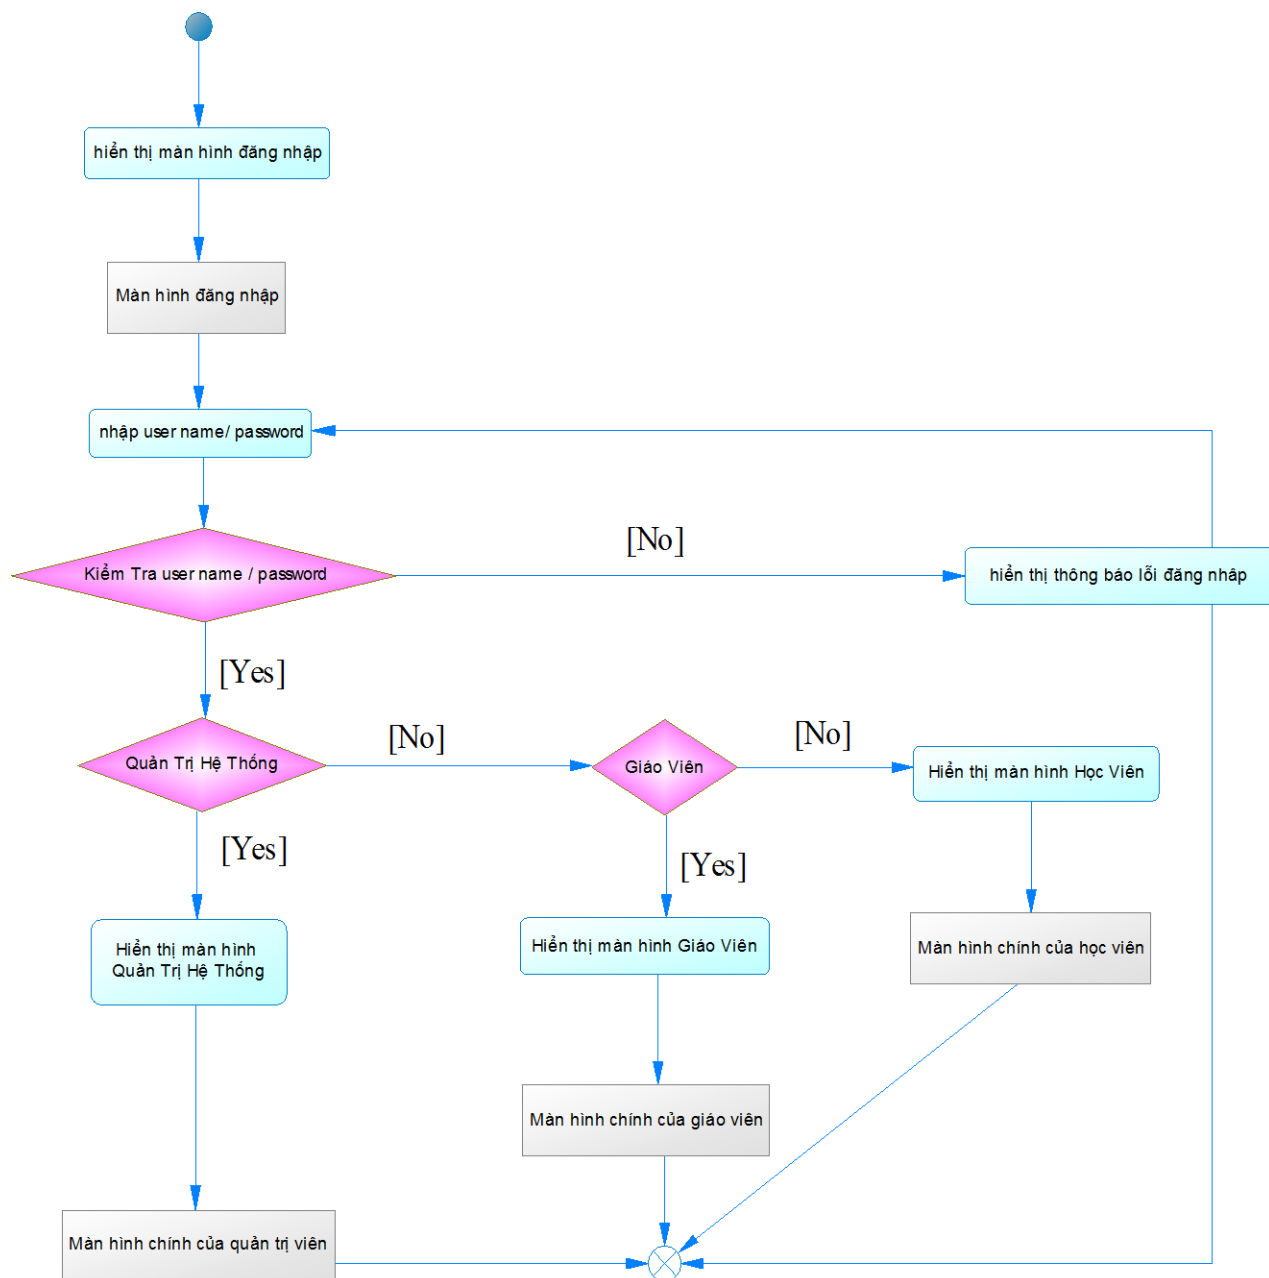 hiển thị màn hình đăng nhập
Màn hình đăng nhập
nhập user name/ password
[No]
Kiểm Tra user name / password
hiển thị thông báo lỗi đăng nhâp
[Yes]
[No]
[No]
Quản Trị Hệ Thống
Giáo Viên
Hiển thị màn hình Học Viên
[Yes]
[Yes]
Hiển thị màn hình
Quản Trị Hệ Thống
Hiển thị màn hình Giáo Viên
Màn hình chính của học viên
Màn hình chính của giáo viên
Màn hình chính của quản trị viên